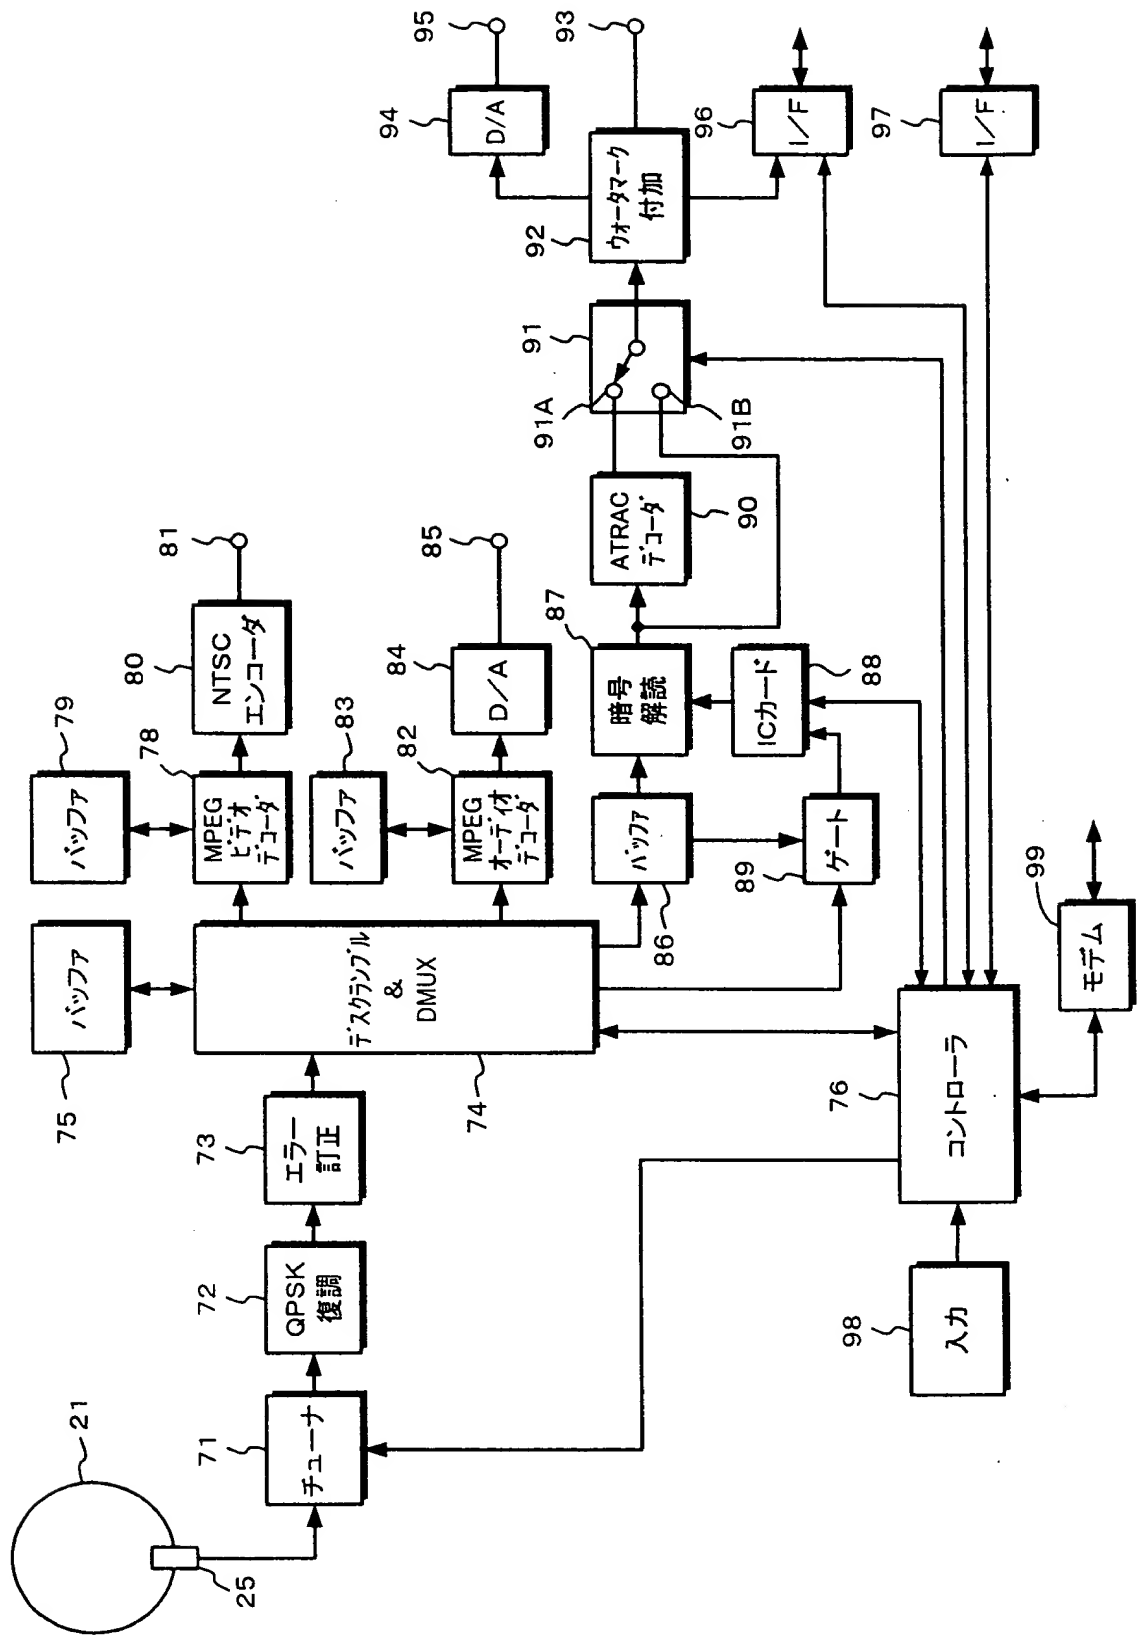 21
25
71
チューナ
72
QPSK
復調
73
エラー
訂正
74
デスクランブル
&
DMUX
75
バッファ
79
バッファ
78
MPEG
ビデオ
デコーダ
80
NTSC
エンコーダ
81
83
バッファ
82
MPEG
オーディオ
デコーダ
84
D/A
85
86
バッファ
87
暗号
解読
88
ICカード
89
ゲート
90
ATRAC
デコーダ
91
91A
91B
92
ウォータマーク
付加
93
94
D/A
95
96
I/F
97
I/F
76
コントローラ
98
入力
99
モデム